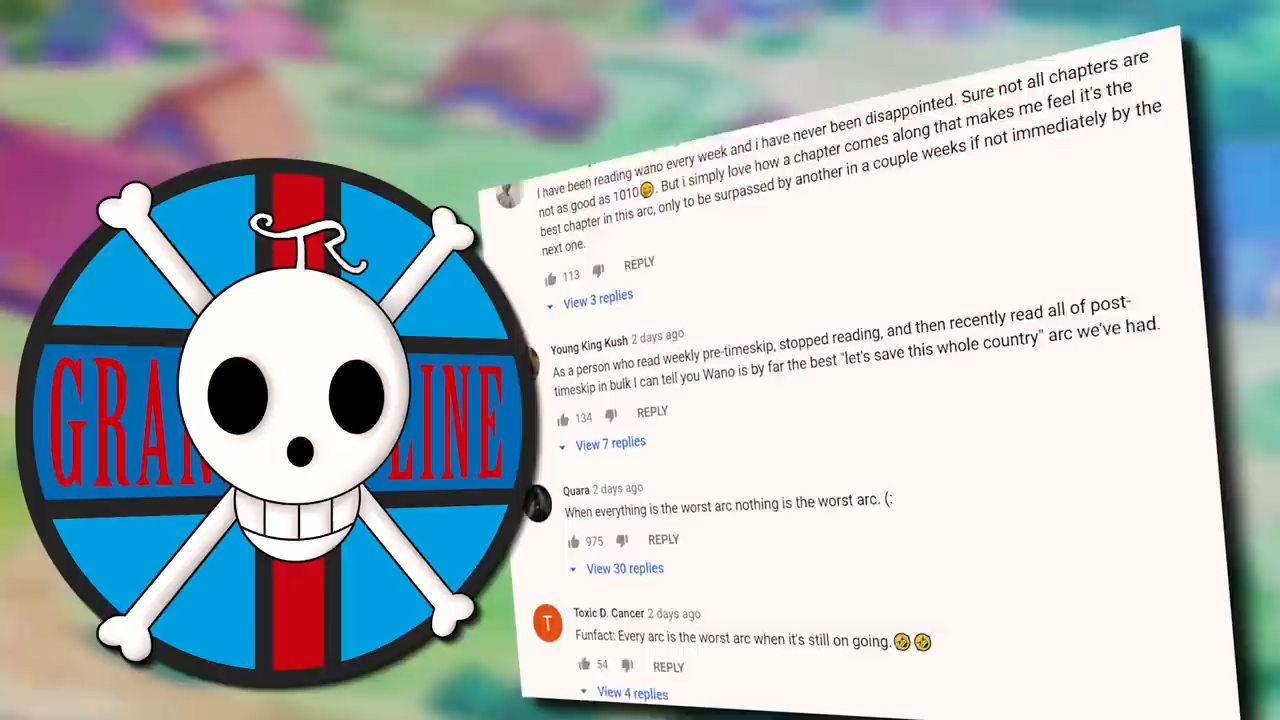 I have been reading wano every week and i have never been disappointed. Sure not all chapters are
not as good as 1010😄. But i simply love how a chapter comes along that makes me feel it's the
best chapter in this arc, only to be surpassed by another in a couple weeks if not immediately by the
next one.
113 REPLY
View 3 replies
Young King Kush 2 days ago
As a person who read weekly pre-timeskip, stopped reading, and then recently read all of post-
timeskip in bulk I can tell you Wano is by far the best "let's save this whole country" arc we've had.
134 REPLY
View 7 replies
Quara 2 days ago
When everything is the worst arc nothing is the worst arc. (:
975 REPLY
View 30 replies
T
Toxic D. Cancer 2 days ago
Funfact: Every arc is the worst arc when it's still on going.🤣🤣
54 REPLY
View 4 replies
TR
GRAN LINE